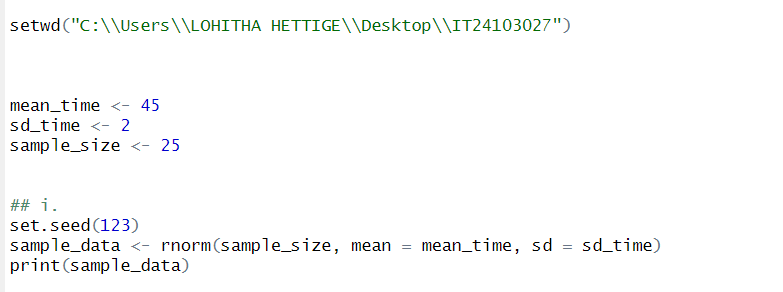 setwd("C:\\Users\\LOHITHA HETTIGE\\Desktop\\IT24103027")
mean_time <- 45
sd_time <- 2
sample_size <- 25
## i.
set.seed(123)
sample_data <- rnorm(sample_size, mean = mean_time, sd = sd_time)
print(sample_data)